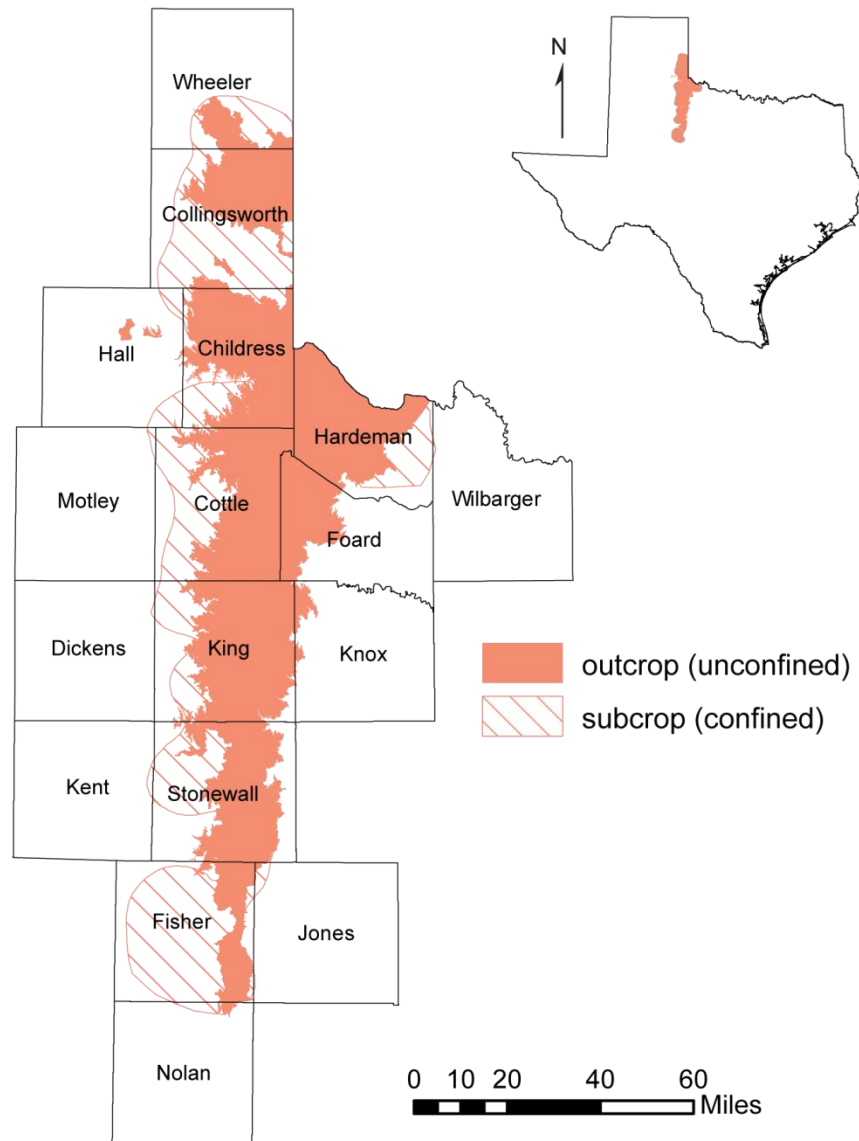 Wheeler
N
Collingsworth
Hall
Childress
Hardeman
Motley
Cottle
Wilbarger
Foard
Dickens
King
Knox
outcrop (unconfined)
subcrop (confined)
Kent
Stonewall
Fisher
Jones
Nolan
0 10 20 40 60
Miles